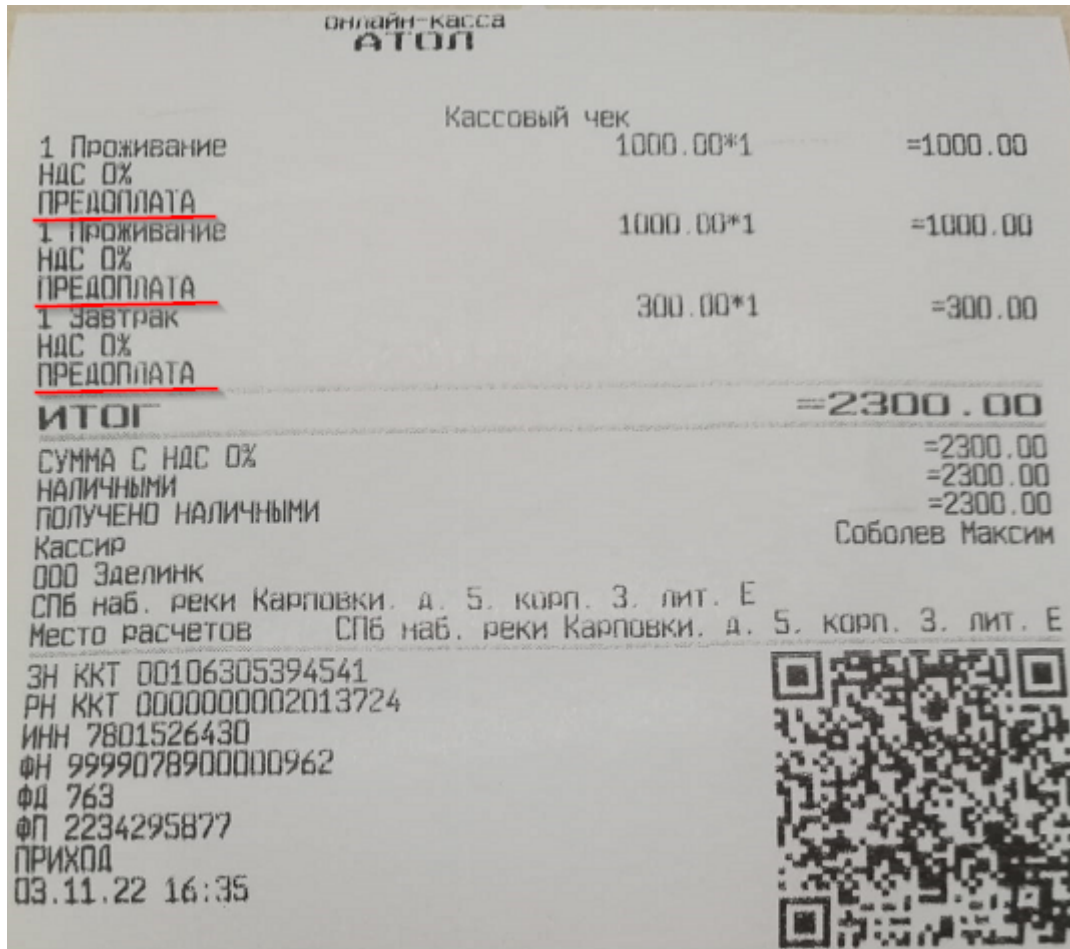 онлайн-касса
АТОЛ
Кассовый чек
1 Проживание 1000.00*1 =1000.00
НДС 0%
ПРЕДОПЛАТА
1 Проживание 1000.00*1 =1000.00
НДС 0%
ПРЕДОПЛАТА
1 Завтрак 300.00*1 =300.00
НДС 0%
ПРЕДОПЛАТА
ИТОГ =2300.00
СУММА С НДС 0% =2300.00
НАЛИЧНЫМИ =2300.00
ПОЛУЧЕНО НАЛИЧНЫМИ =2300.00
Кассир Соболев Максим
ООО Эделинк
СПб наб. реки Карповки, д. 5, корп. 3, лит. Е
Место расчетов СПб наб. реки Карповки, д. 5, корп. 3, лит. Е
ЗН ККТ 00106305394541
РН ККТ 0000000002013724
ИНН 7801526430
ФН 9999078900000962
ФД 763
ФП 2234295877
ПРИХОД
03.11.22 16:35